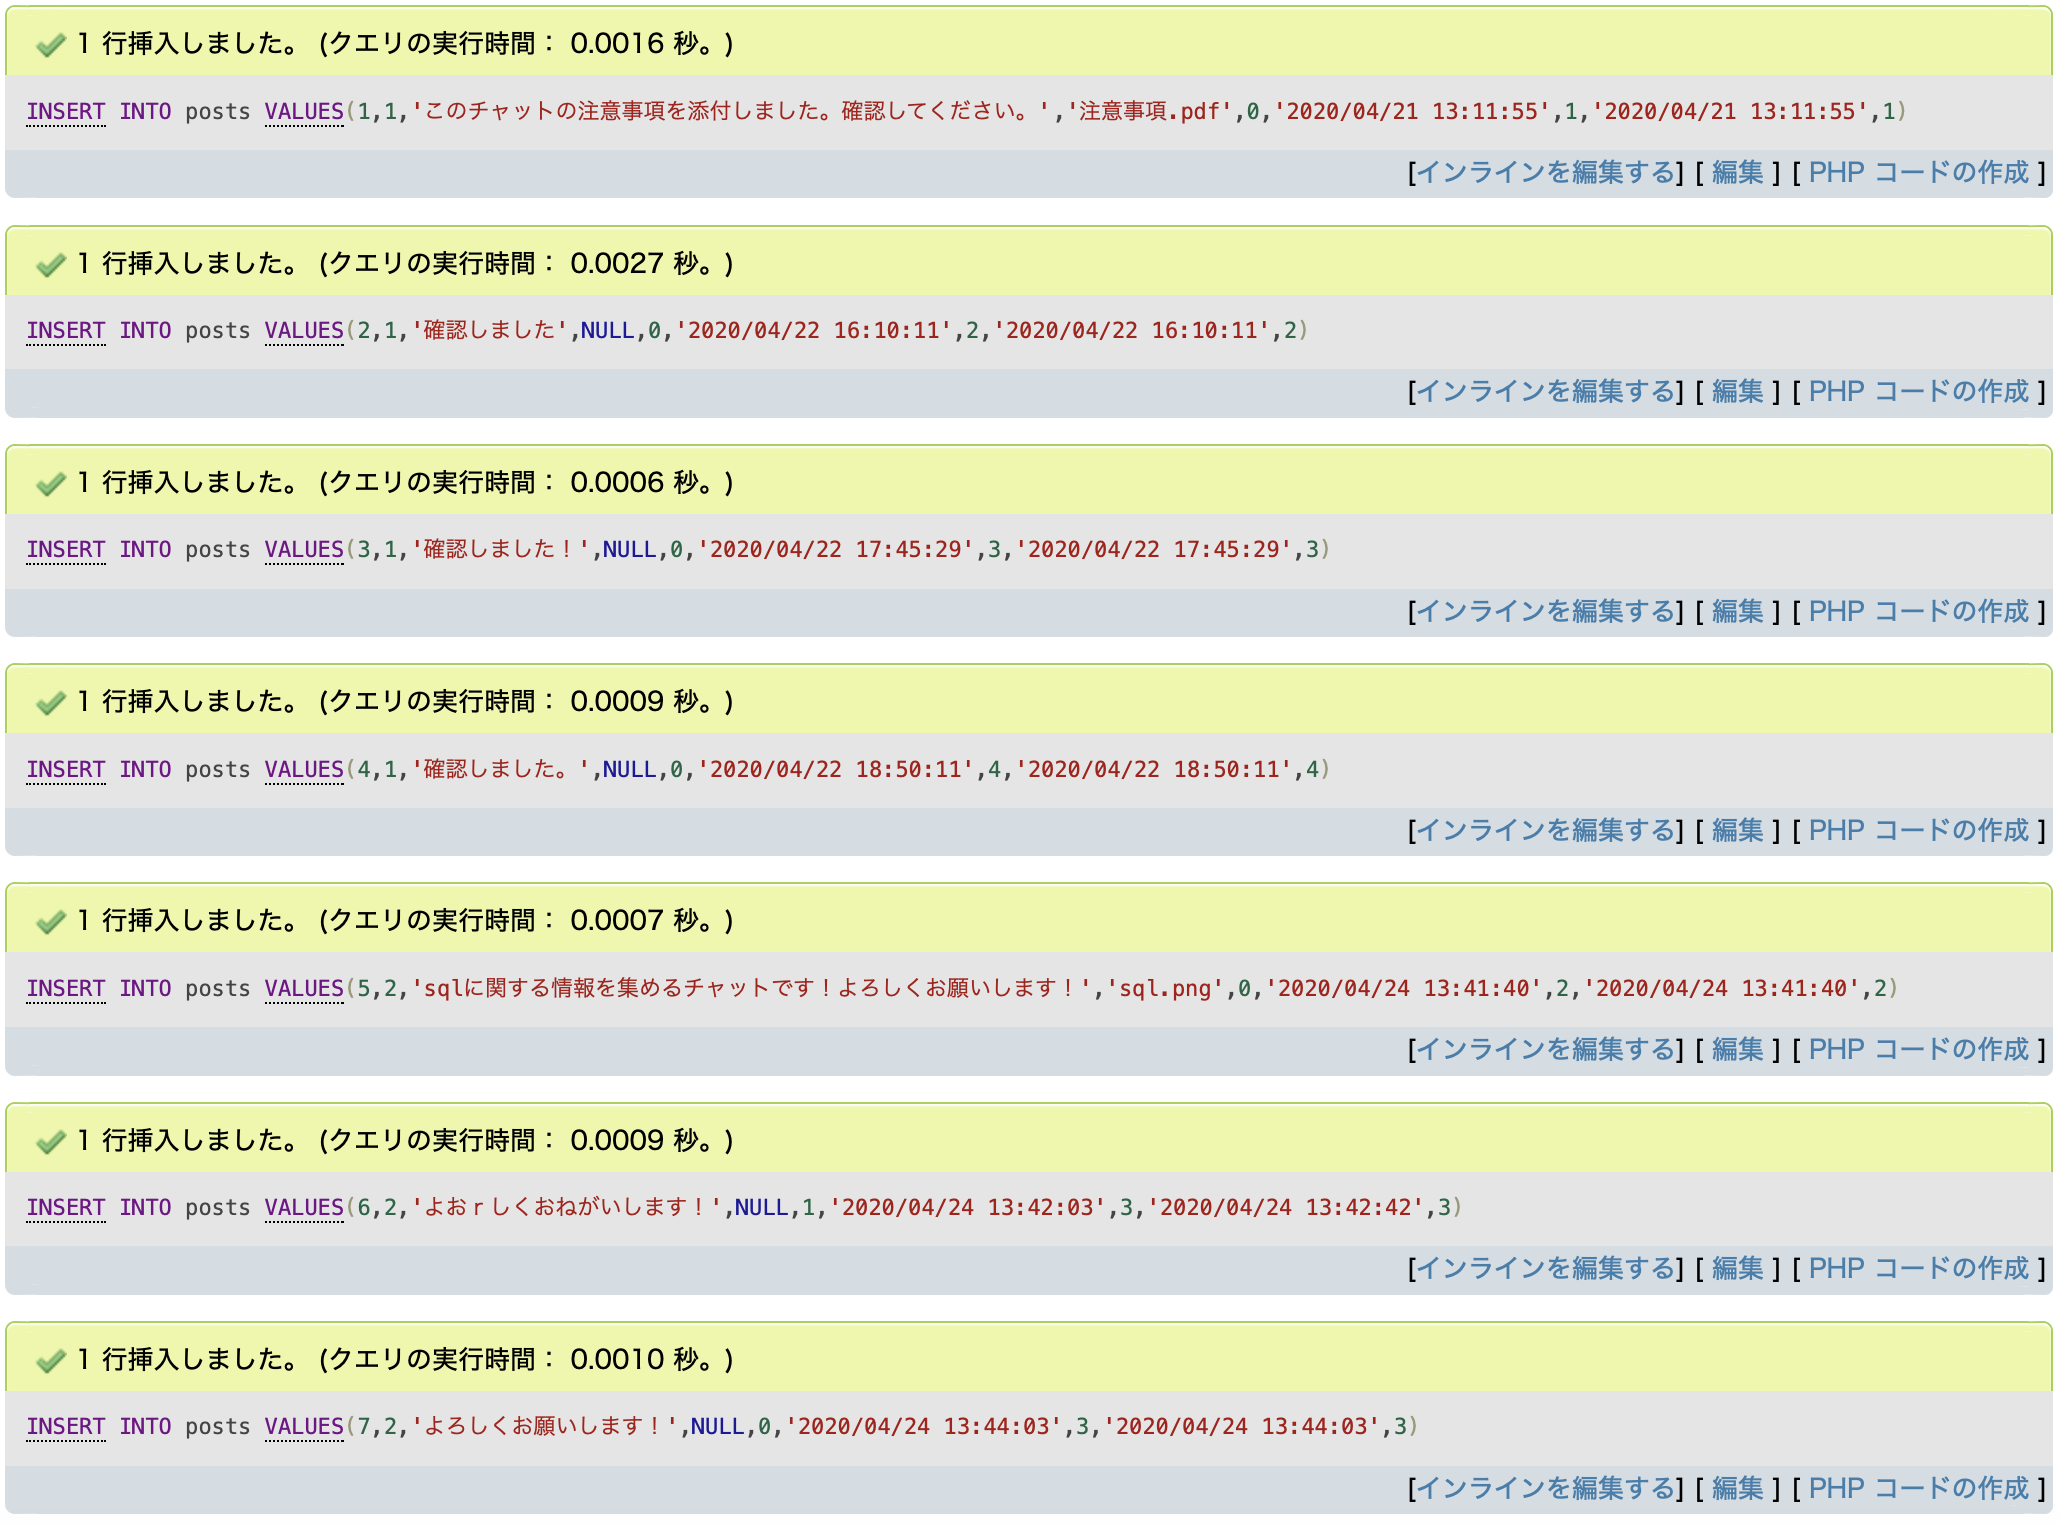 1 行挿入しました。 (クエリの実行時間： 0.0016 秒。)
INSERT INTO posts VALUES(1,1,'このチャットの注意事項を添付しました。確認してください。','注意事項.pdf',0,'2020/04/21 13:11:55',1,'2020/04/21 13:11:55',1)
[インラインを編集する] [ 編集 ] [ PHP コードの作成 ]
1 行挿入しました。 (クエリの実行時間： 0.0027 秒。)
INSERT INTO posts VALUES(2,1,'確認しました',NULL,0,'2020/04/22 16:10:11',2,'2020/04/22 16:10:11',2)
[インラインを編集する] [ 編集 ] [ PHP コードの作成 ]
1 行挿入しました。 (クエリの実行時間： 0.0006 秒。)
INSERT INTO posts VALUES(3,1,'確認しました！',NULL,0,'2020/04/22 17:45:29',3,'2020/04/22 17:45:29',3)
[インラインを編集する] [ 編集 ] [ PHP コードの作成 ]
1 行挿入しました。 (クエリの実行時間： 0.0009 秒。)
INSERT INTO posts VALUES(4,1,'確認しました。',NULL,0,'2020/04/22 18:50:11',4,'2020/04/22 18:50:11',4)
[インラインを編集する] [ 編集 ] [ PHP コードの作成 ]
1 行挿入しました。 (クエリの実行時間： 0.0007 秒。)
INSERT INTO posts VALUES(5,2,'sqlに関する情報を集めるチャットです！よろしくお願いします！','sql.png',0,'2020/04/24 13:41:40',2,'2020/04/24 13:41:40',2)
[インラインを編集する] [ 編集 ] [ PHP コードの作成 ]
1 行挿入しました。 (クエリの実行時間： 0.0009 秒。)
INSERT INTO posts VALUES(6,2,'よおｒしくおねがいします！',NULL,1,'2020/04/24 13:42:03',3,'2020/04/24 13:42:42',3)
[インラインを編集する] [ 編集 ] [ PHP コードの作成 ]
1 行挿入しました。 (クエリの実行時間： 0.0010 秒。)
INSERT INTO posts VALUES(7,2,'よろしくお願いします！',NULL,0,'2020/04/24 13:44:03',3,'2020/04/24 13:44:03',3)
[インラインを編集する] [ 編集 ] [ PHP コードの作成 ]